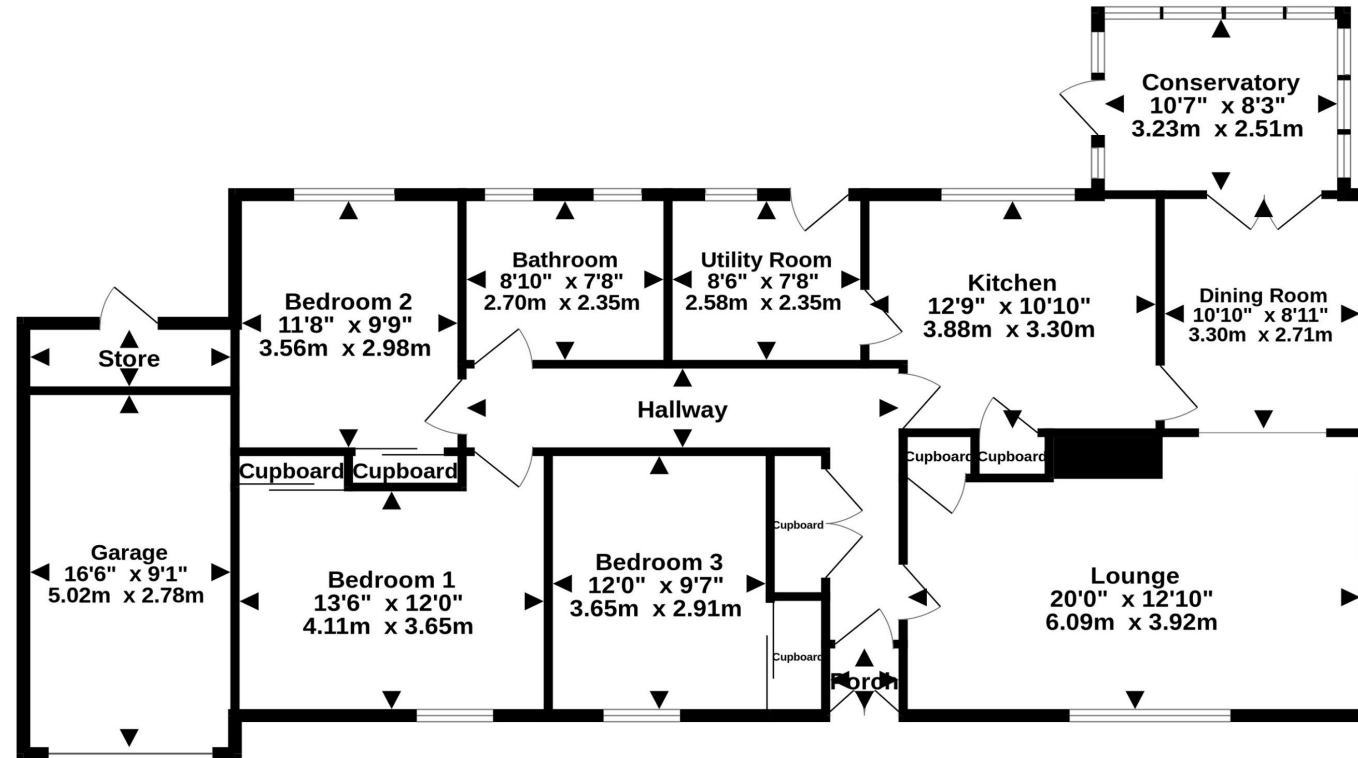 Conservatory
10'7" x 8'3"
3.23m x 2.51m
Bedroom 2
11'8" x 9'9"
3.56m x 2.98m
Bathroom
8'10" x 7'8"
2.70m x 2.35m
Utility Room
8'6" x 7'8"
2.58m x 2.35m
Kitchen
12'9" x 10'10"
3.88m x 3.30m
Dining Room
10'10" x 8'11"
3.30m x 2.71m
Store
Hallway
Cupboard
Cupboard
Cupboard
Cupboard
Garage
16'6" x 9'1"
5.02m x 2.78m
Bedroom 1
13'6" x 12'0"
4.11m x 3.65m
Bedroom 3
12'0" x 9'7"
3.65m x 2.91m
Cupboard
Cupboard
Lounge
20'0" x 12'10"
6.09m x 3.92m
Porch